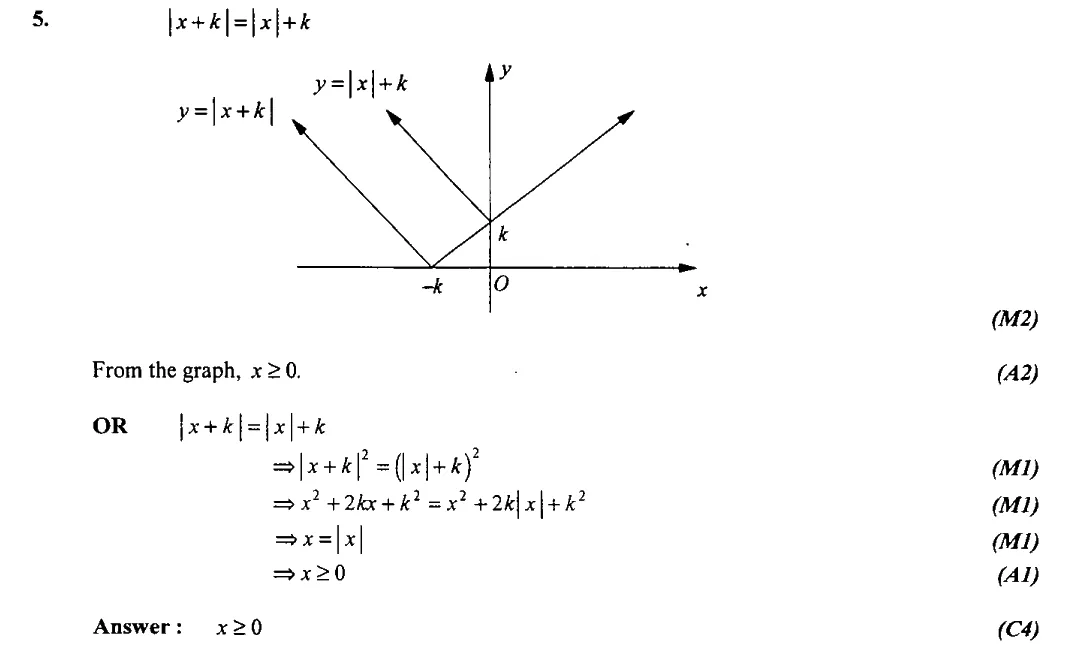 5. |x + k| = |x| + k
y
y = |x| + k
y = |x + k|
k
–k O
x
(M2)
From the graph, x ≥ 0. (A2)
OR |x + k| = |x| + k
⇒ |x + k|² = (|x| + k)² (M1)
⇒ x² + 2kx + k² = x² + 2k|x| + k² (M1)
⇒ x = |x| (M1)
⇒ x ≥ 0 (A1)
Answer : x ≥ 0 (C4)